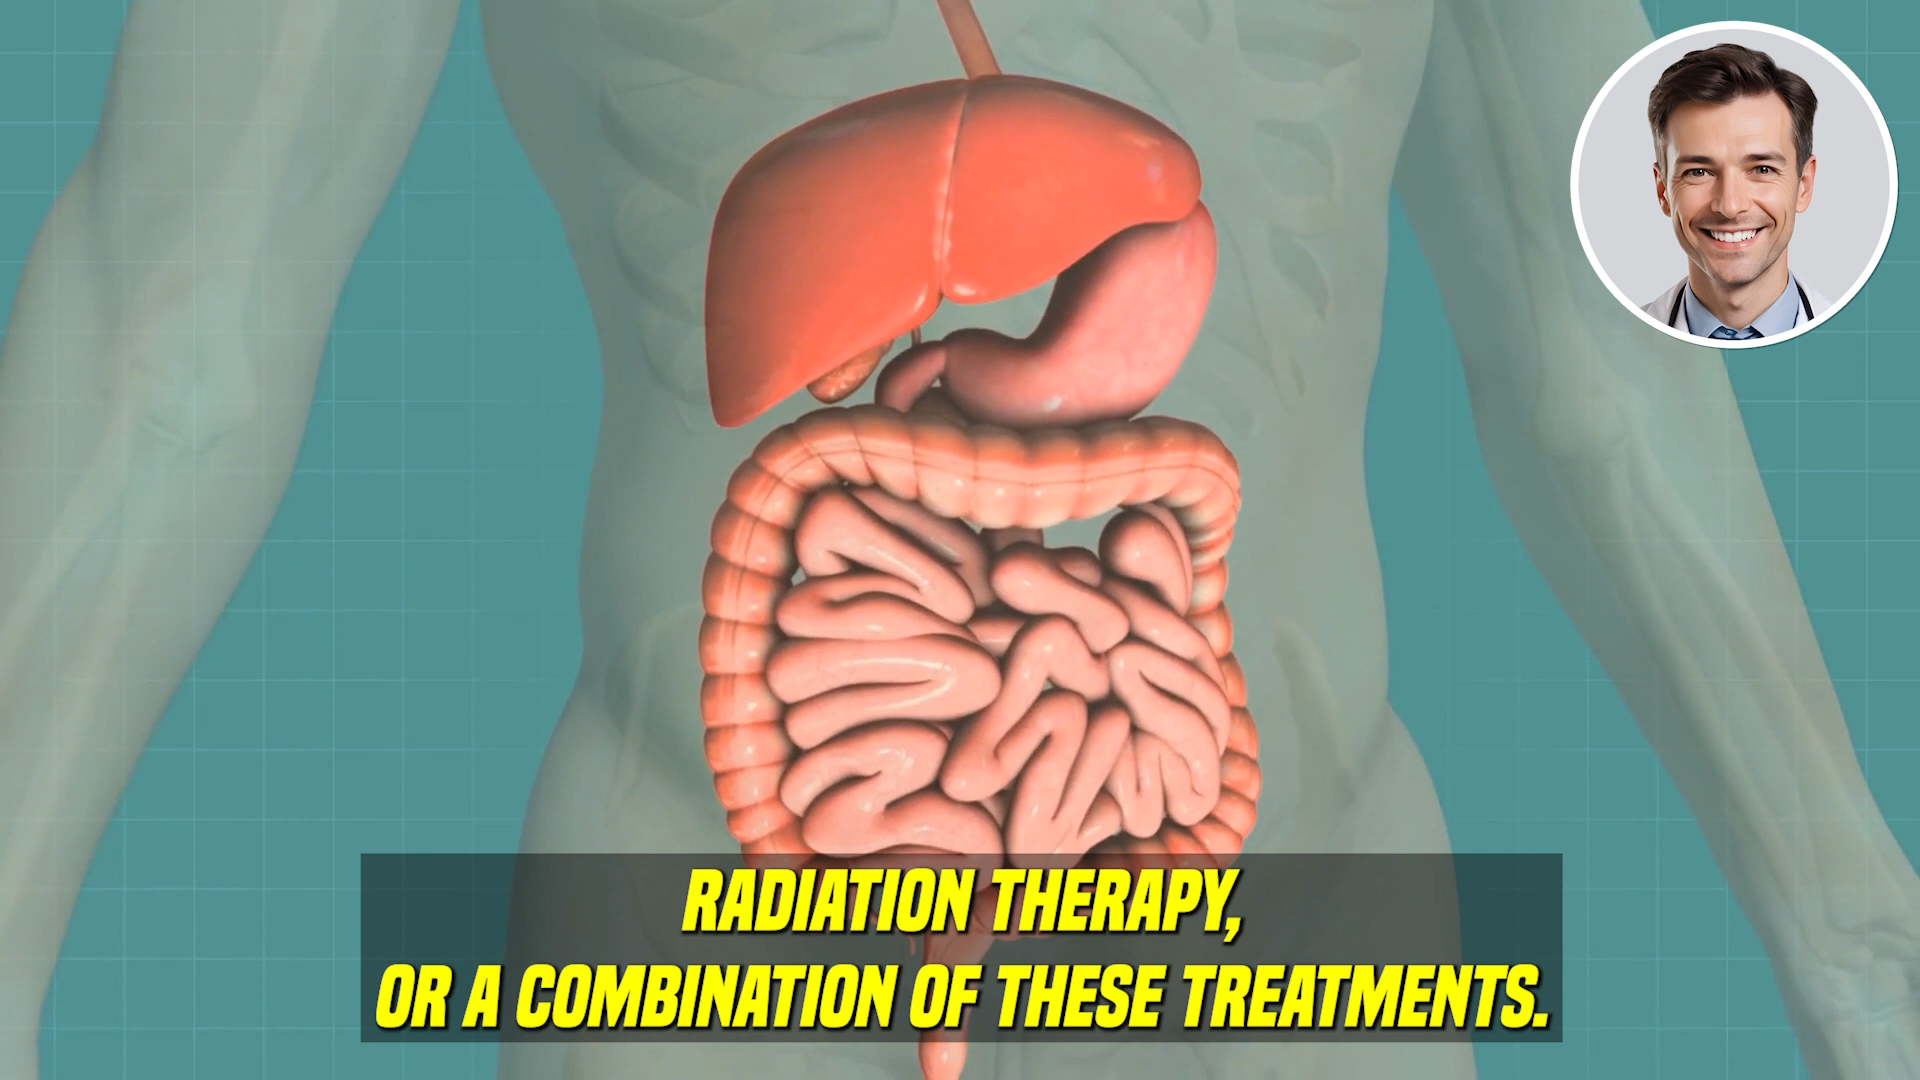 RADIATION THERAPY,
OR A COMBINATION OF THESE TREATMENTS.